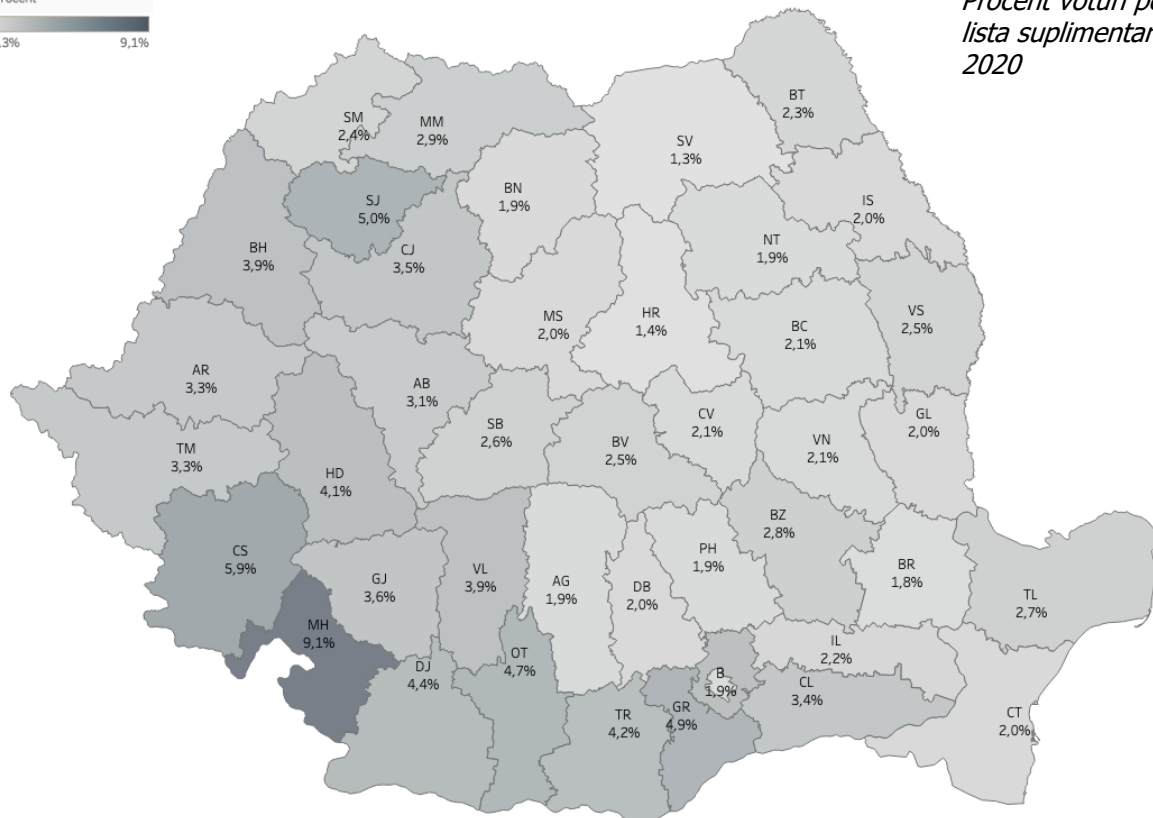 Procent voturi pe
lista suplimentar
2020
9,1%
SM
2,4%
MM
2,9%
BT
2,3%
SV
1,3%
SJ
5,0%
BN
1,9%
IS
2,0%
BH
3,9%
CJ
3,5%
NT
1,9%
MS
2,0%
HR
1,4%
BC
2,1%
VS
2,5%
AR
3,3%
AB
3,1%
SB
2,6%
BV
2,5%
CV
2,1%
VN
2,1%
GL
2,0%
TM
3,3%
HD
4,1%
BZ
2,8%
CS
5,9%
GJ
3,6%
VL
3,9%
AG
1,9%
DB
2,0%
PH
1,9%
BR
1,8%
TL
2,7%
MH
9,1%
DJ
4,4%
OT
4,7%
TR
4,2%
GR
4,9%
B
1,9%
IL
2,2%
CL
3,4%
CT
2,0%